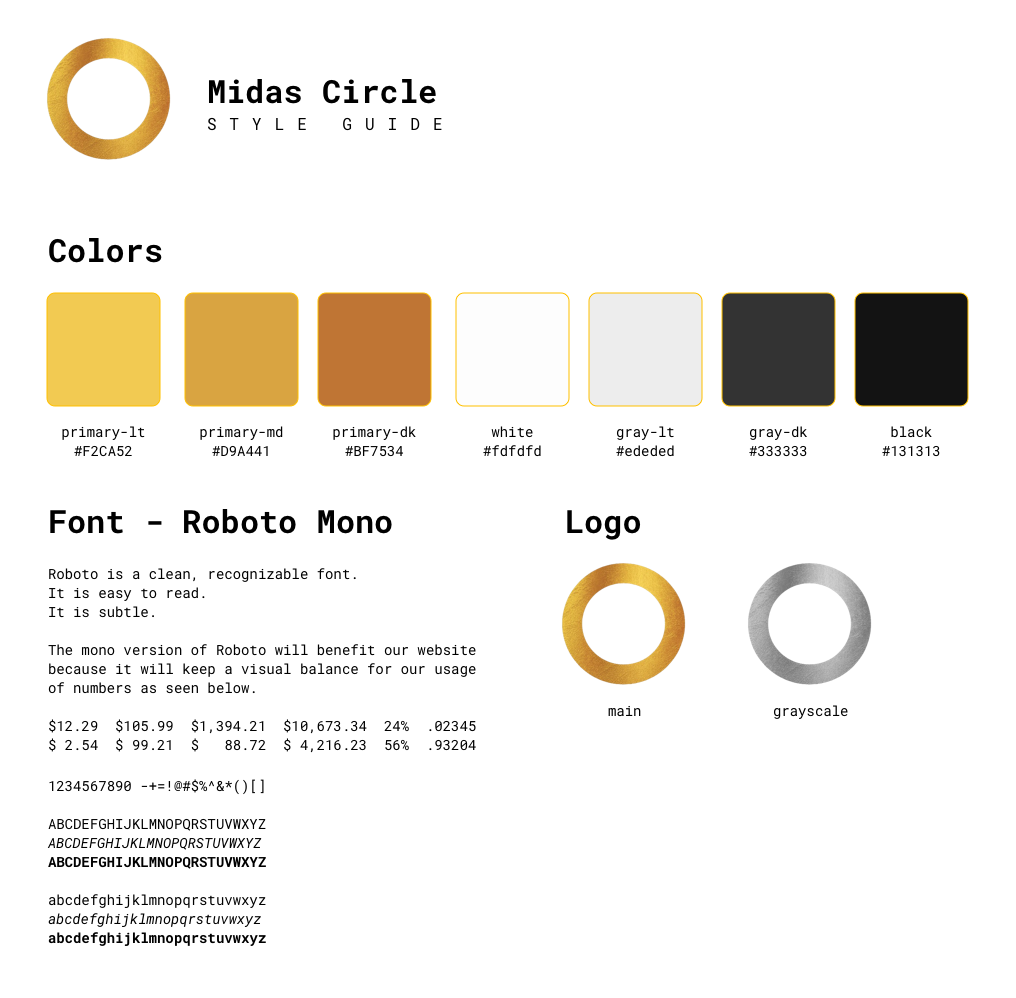 Midas Circle
STYLE GUIDE
Colors
primary-lt
#F2CA52
primary-md
#D9A441
primary-dk
#BF7534
white
#fdfdfd
gray-lt
#ededed
gray-dk
#333333
black
#131313
Font - Roboto Mono
Roboto is a clean, recognizable font.
It is easy to read.
It is subtle.
The mono version of Roboto will benefit our website
because it will keep a visual balance for our usage
of numbers as seen below.
$12.29  $105.99  $1,394.21  $10,673.34  24%  .02345
$ 2.54  $ 99.21  $   88.72  $ 4,216.23  56%  .93204
1234567890 -+=!@#$%^&*()[]
ABCDEFGHIJKLMNOPQRSTUVWXYZ
ABCDEFGHIJKLMNOPQRSTUVWXYZ
ABCDEFGHIJKLMNOPQRSTUVWXYZ
abcdefghijklmnopqrstuvwxyz
abcdefghijklmnopqrstuvwxyz
abcdefghijklmnopqrstuvwxyz
Logo
main
grayscale